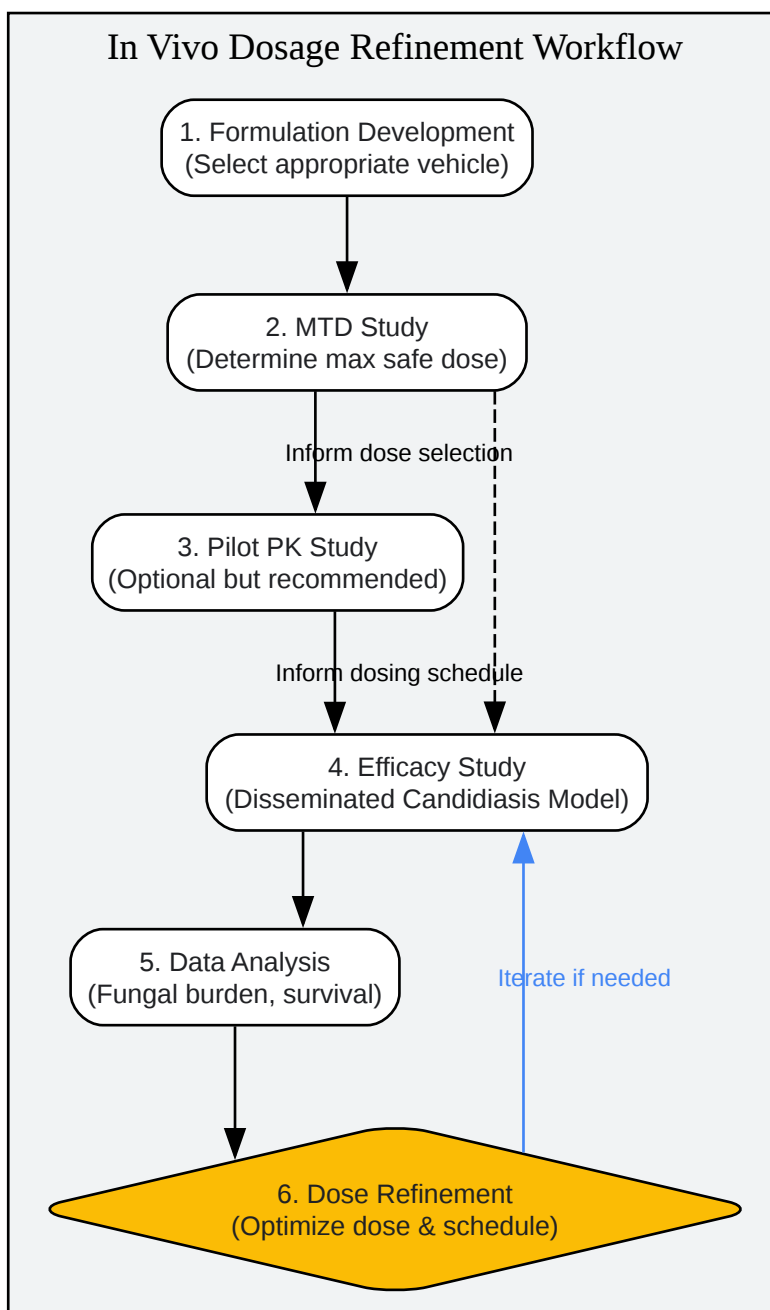 In Vivo Dosage Refinement Workflow
1. Formulation Development
(Select appropriate vehicle)
2. MTD Study
(Determine max safe dose)
Inform dose selection
3. Pilot PK Study
(Optional but recommended)
Inform dosing schedule
4. Efficacy Study
(Disseminated Candidiasis Model)
5. Data Analysis
(Fungal burden, survival)
Iterate if needed
6. Dose Refinement
(Optimize dose & schedule)